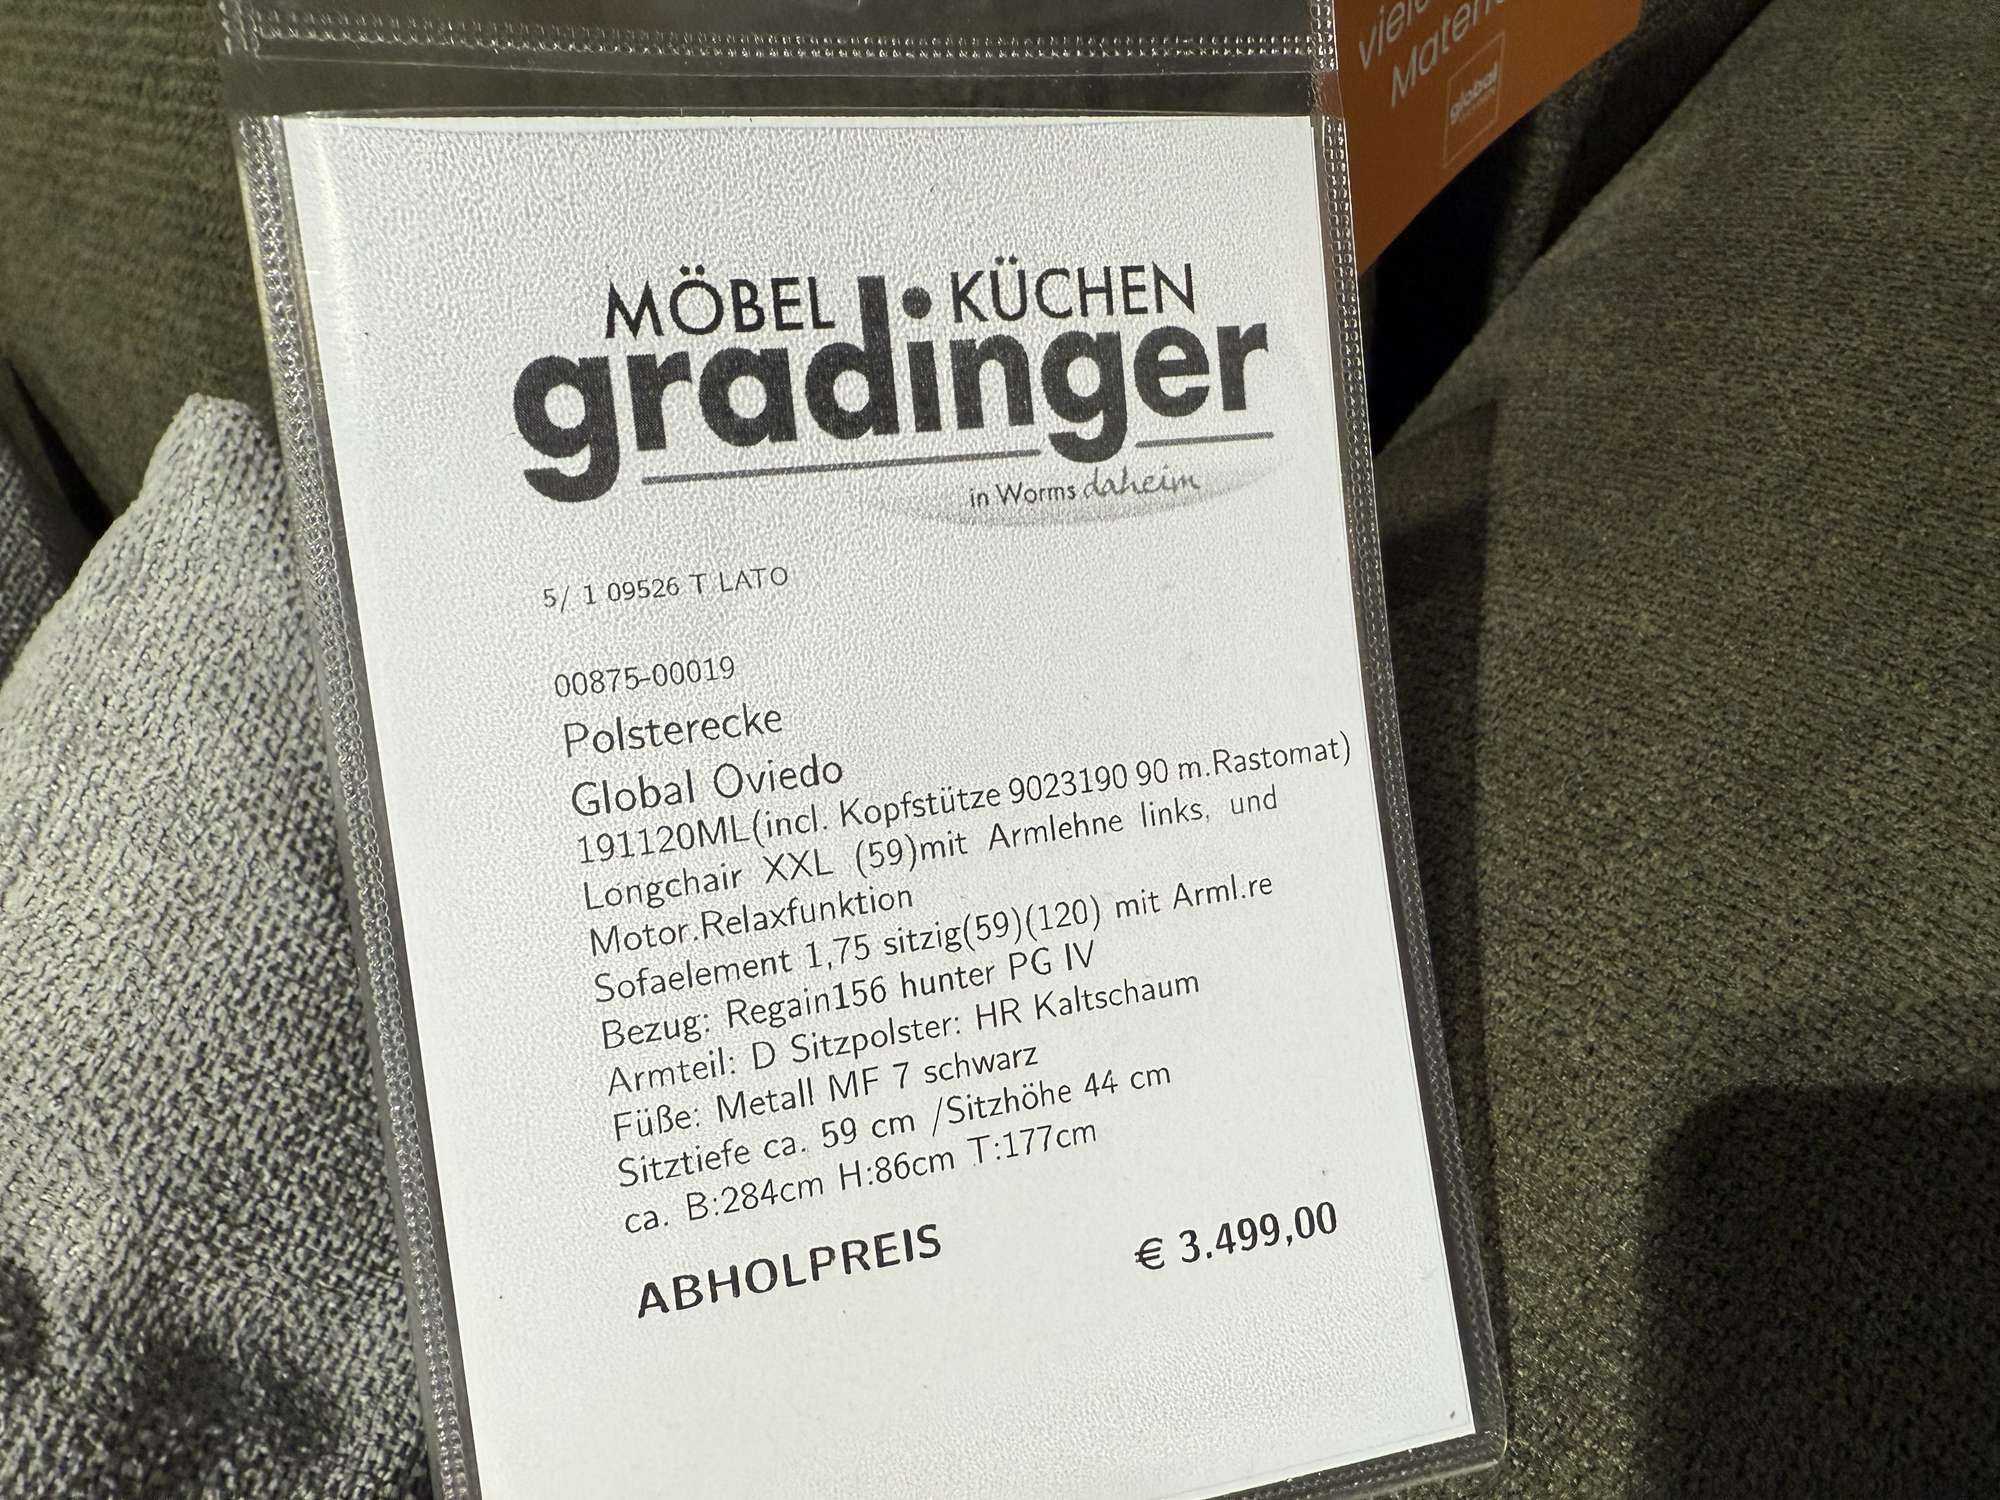 Mater
global
MÖBEL • KÜCHEN
gradinger
in Worms daheim
5/ 1 09526 T LATO
00875-00019
Polsterecke
Global Oviedo
191120ML(incl. Kopfstütze 9023190 90 m.Rastomat)
Longchair XXL (59)mit Armlehne links, und
Motor.Relaxfunktion
Sofaelement 1,75 sitzig(59)(120) mit Arml.re
Bezug: Regain156 hunter PG IV
Armteil: D Sitzpolster: HR Kaltschaum
Füße: Metall MF 7 schwarz
Sitztiefe ca. 59 cm /Sitzhöhe 44 cm
ca. B:284cm H:86cm T:177cm
ABHOLPREIS € 3.499,00